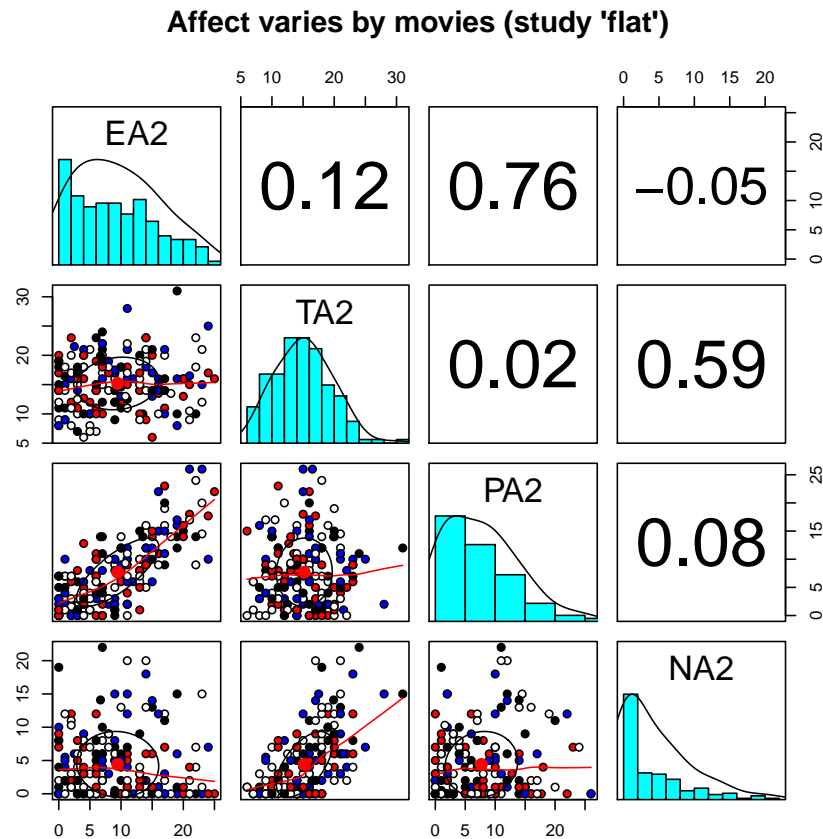 Affect varies by movies (study 'flat')
5 10 20 30
0 5 10 15 20
EA2
0.12
0.76
−0.05
0 5 10 15 20
5 10 15 20 30
TA2
0.02
0.59
PA2
0.08
0 5 15 25
0 5 10 15 20
NA2
0 5 10 20
0 5 10 15 20 25